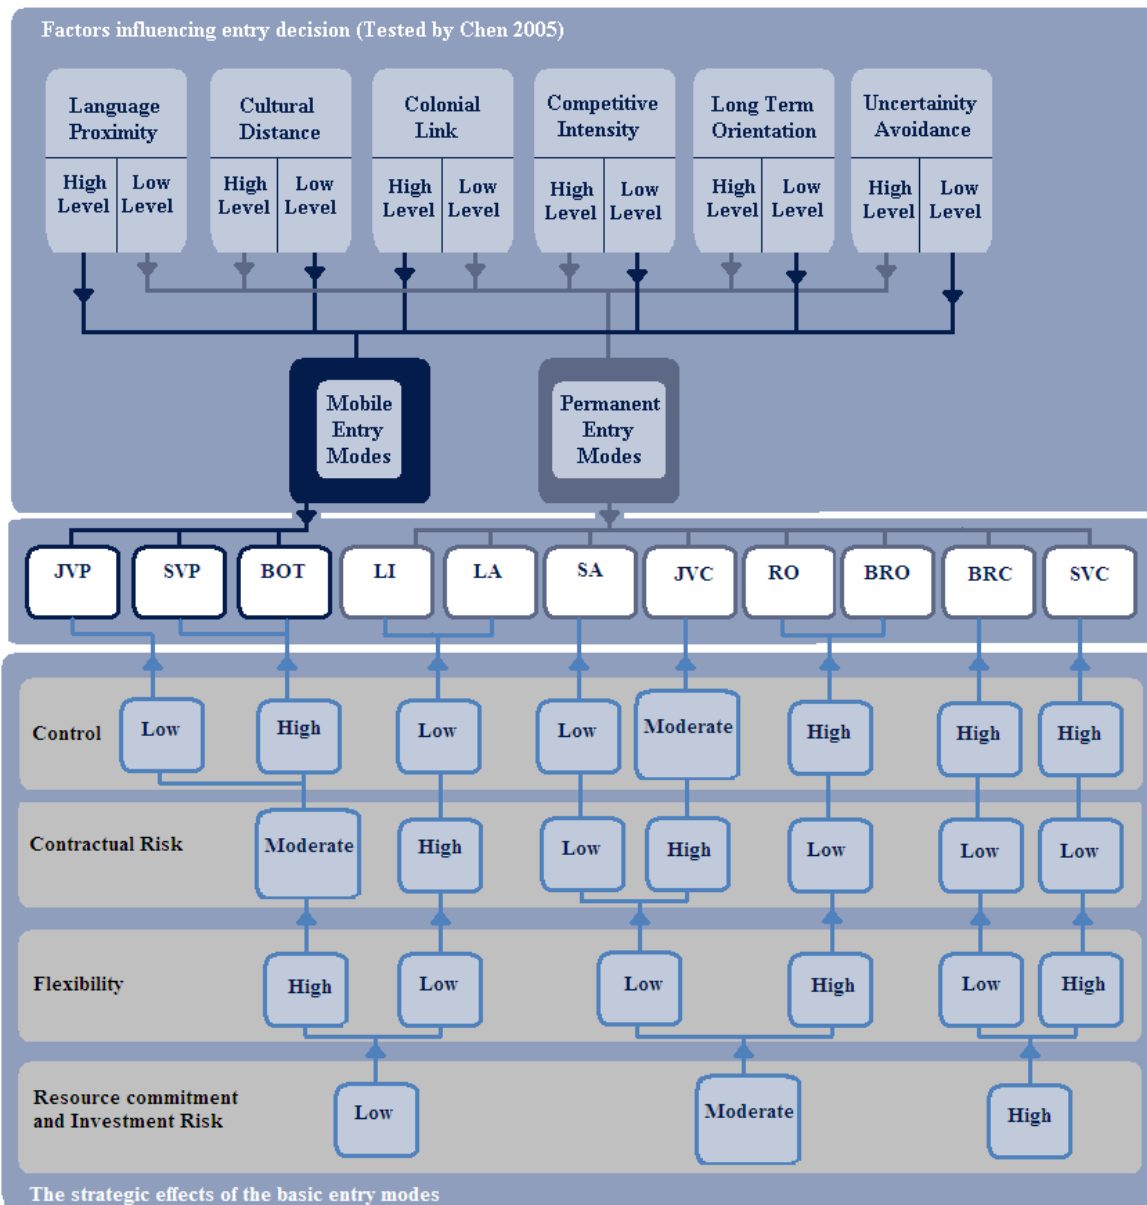 Factors influencing entry decision (Tested by Chen 2005)
Language
Proximity
Cultural
Distance
Colonial
Link
Competitive
Intensity
Long Term
Orientation
Uncertainity
Avoidance
High Low
Level Level
High Low
Level Level
High Low
Level Level
High Low
Level Level
High Low
Level Level
High Low
Level Level
Mobile
Entry
Modes
Permanent
Entry
Modes
JVP SVP BOT LI LA SA JVC RO BRO BRC SVC
Control Low High Low Low Moderate High High High
Contractual Risk Moderate High Low High Low Low Low
Flexibility High Low Low High Low High
Resource commitment
and Investment Risk
Low Moderate High
The strategic effects of the basic entry modes